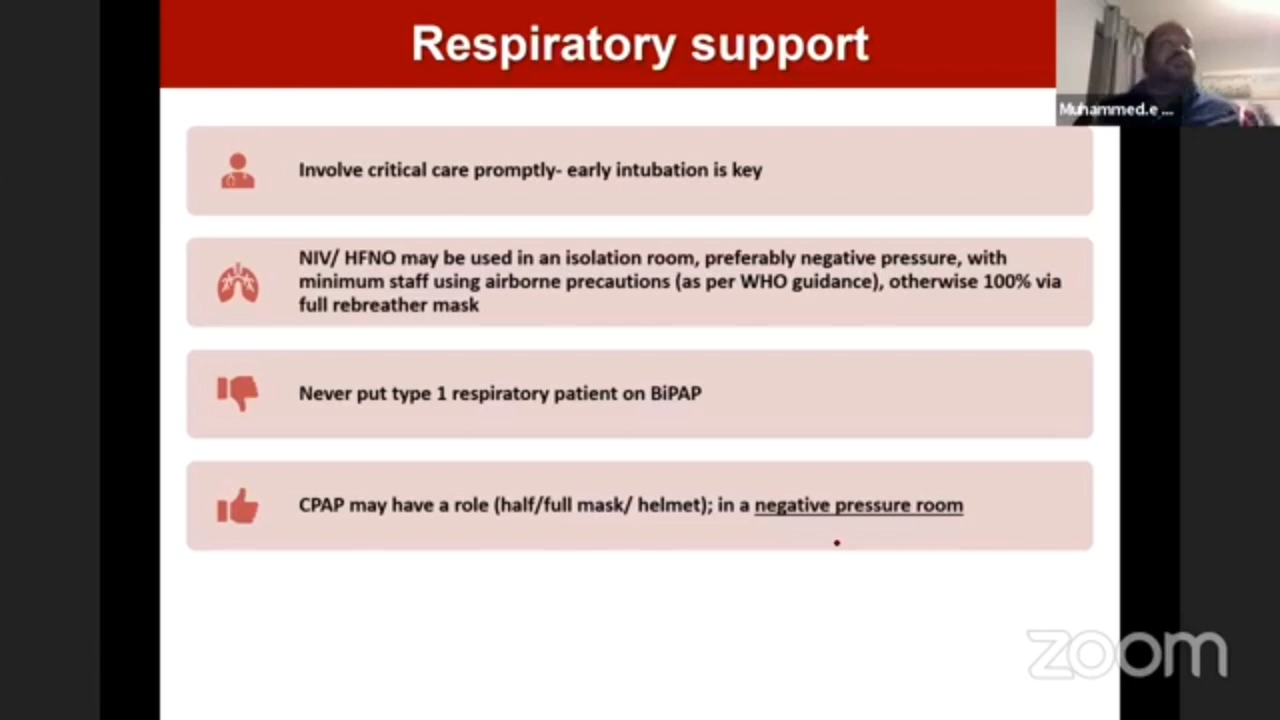 Respiratory support
Muhammed.e ...
Involve critical care promptly- early intubation is key
NIV/ HFNO may be used in an isolation room, preferably negative pressure, with
minimum staff using airborne precautions (as per WHO guidance), otherwise 100% via
full rebreather mask
Never put type 1 respiratory patient on BiPAP
CPAP may have a role (half/full mask/ helmet); in a negative pressure room
zoom